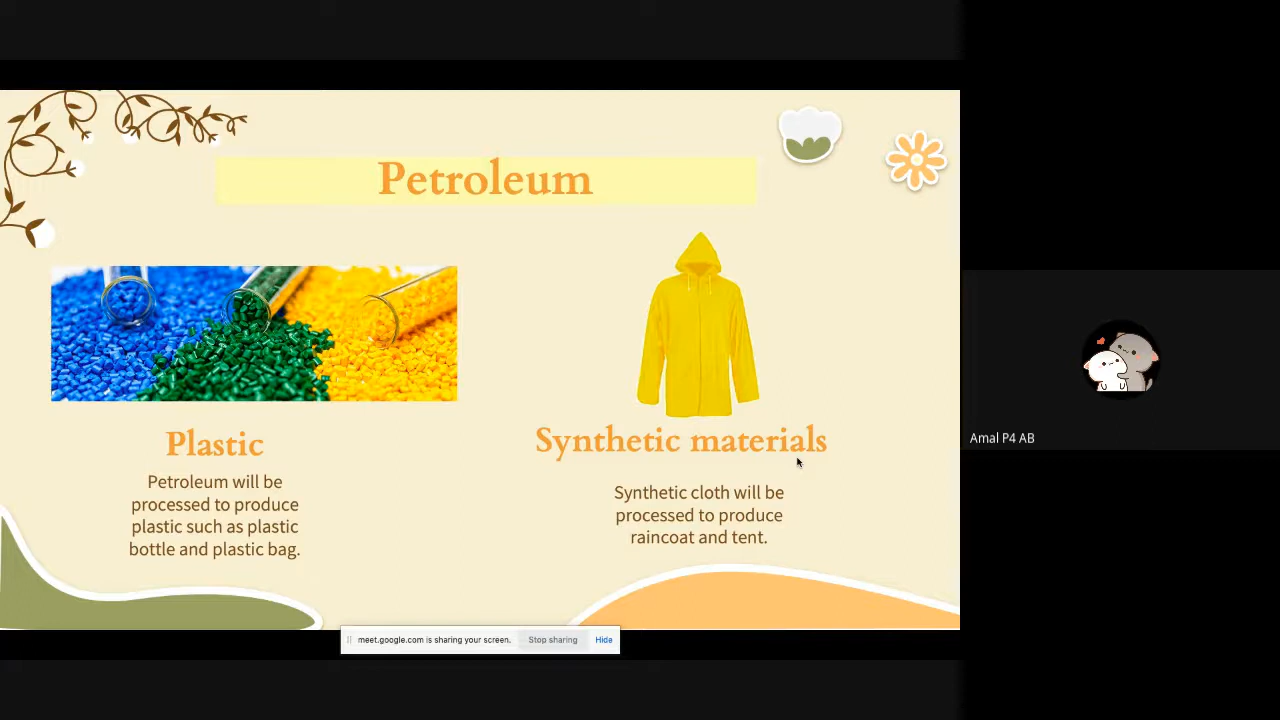 Petroleum
Plastic
Petroleum will be
processed to produce
plastic such as plastic
bottle and plastic bag.
Synthetic materials
Synthetic cloth will be
processed to produce
raincoat and tent.
meet.google.com is sharing your screen. Stop sharing Hide
Amal P4 AB